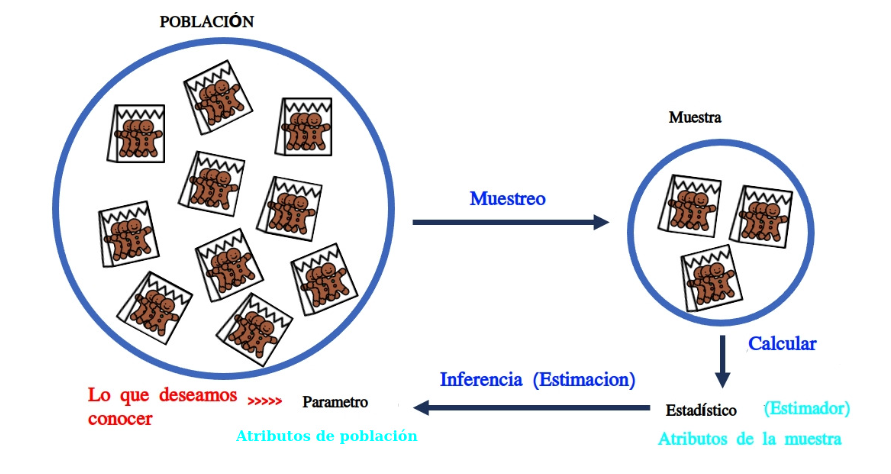 POBLACIÓN
Muestra
Muestreo
Calcular
Inferencia (Estimacion)
Lo que deseamos >>>>> Parametro
conocer
Estadístico (Estimador)
Atributos de población
Atributos de la muestra